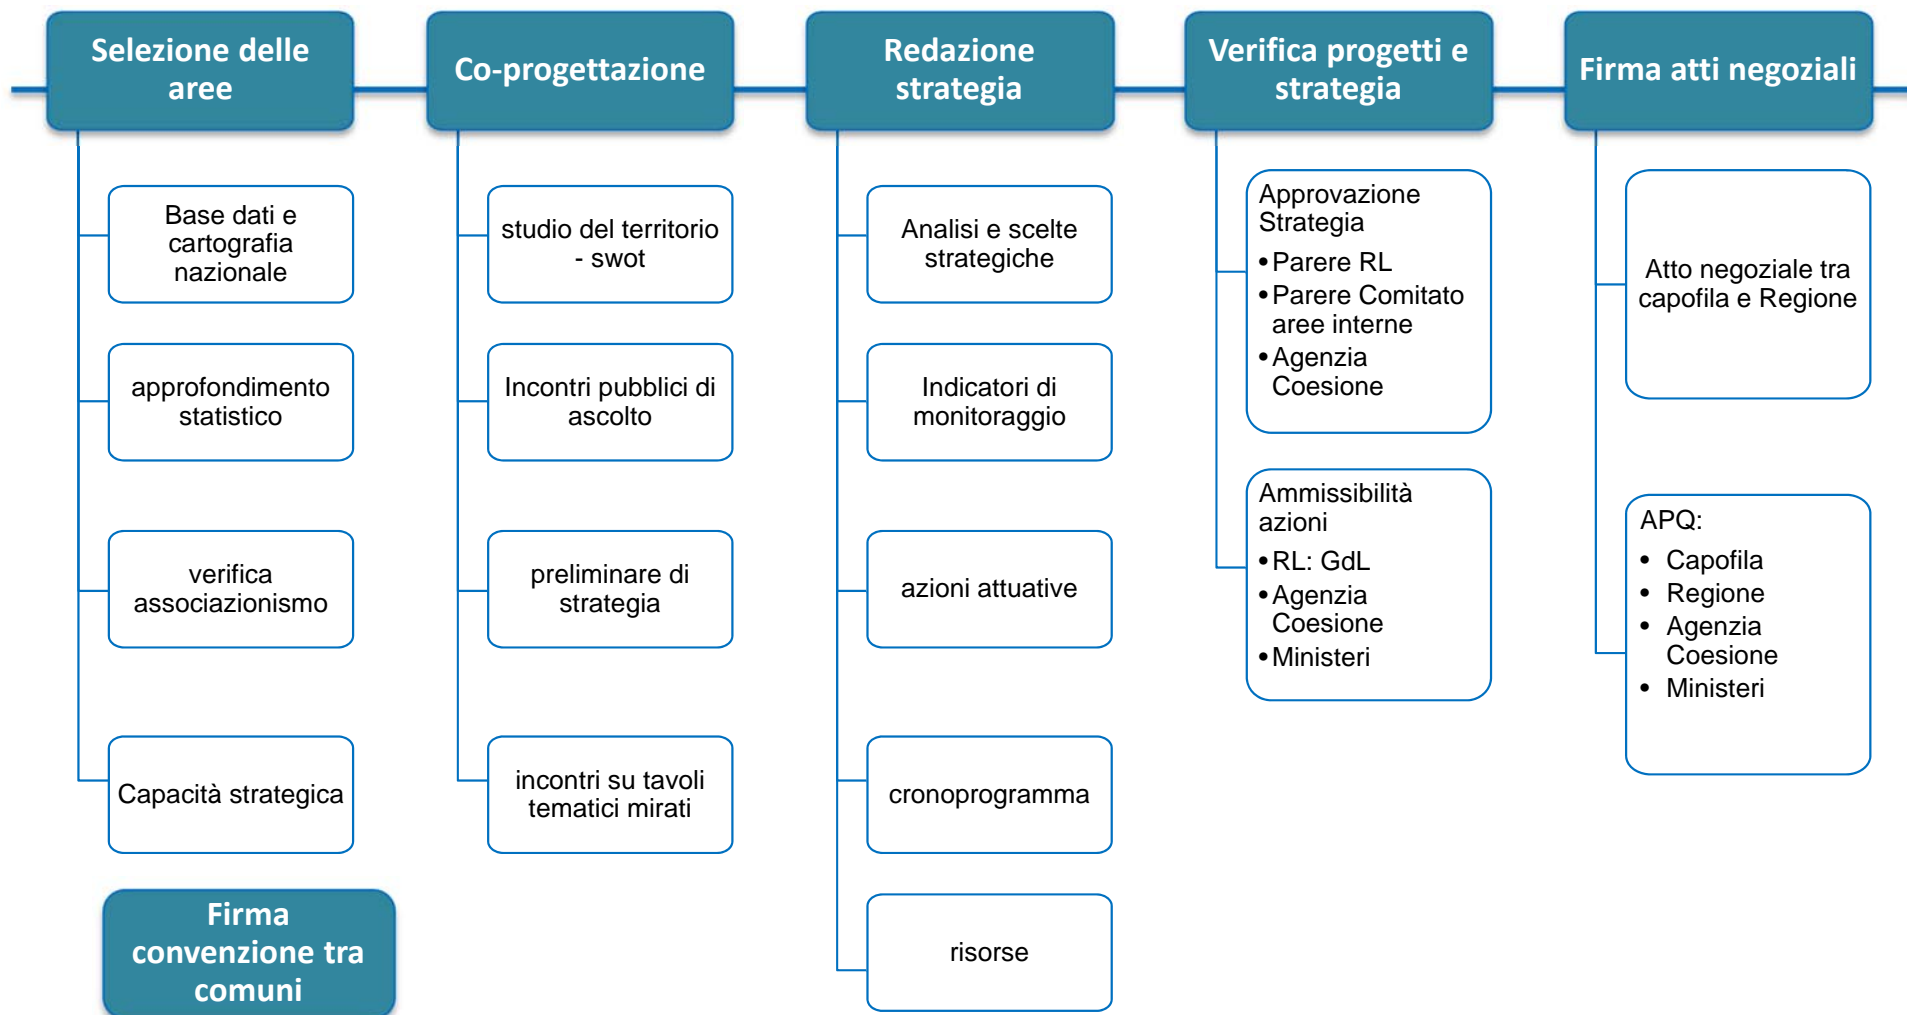 Selezione delle
aree
Base dati e
cartografia
nazionale
approfondimento
statistico
verifica
associazionismo
Capacità strategica
Firma
convenzione tra
comuni
Co-progettazione
studio del territorio
- swot
Incontri pubblici di
ascolto
preliminare di
strategia
incontri su tavoli
tematici mirati
Redazione
strategia
Analisi e scelte
strategiche
Indicatori di
monitoraggio
azioni attuative
cronoprogramma
risorse
Verifica progetti e
strategia
Approvazione
Strategia
•Parere RL
•Parere Comitato
aree interne
•Agenzia
Coesione
Ammissibilità
azioni
•RL: GdL
•Agenzia
Coesione
•Ministeri
Firma atti negoziali
Atto negoziale tra
capofila e Regione
APQ:
• Capofila
• Regione
• Agenzia
Coesione
• Ministeri